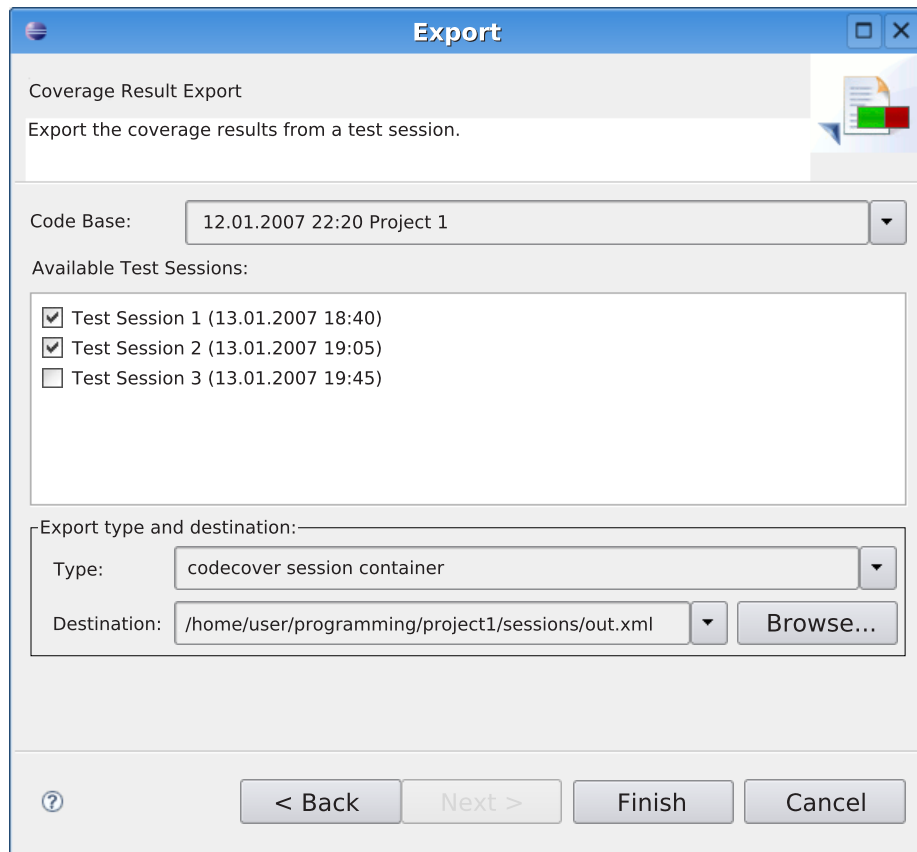 Export
Coverage Result Export
Export the coverage results from a test session.
Code Base: 12.01.2007 22:20 Project 1
Available Test Sessions:
Test Session 1 (13.01.2007 18:40)
Test Session 2 (13.01.2007 19:05)
Test Session 3 (13.01.2007 19:45)
Export type and destination:
Type: codecover session container
Destination: /home/user/programming/project1/sessions/out.xml Browse...
? < Back Next > Finish Cancel